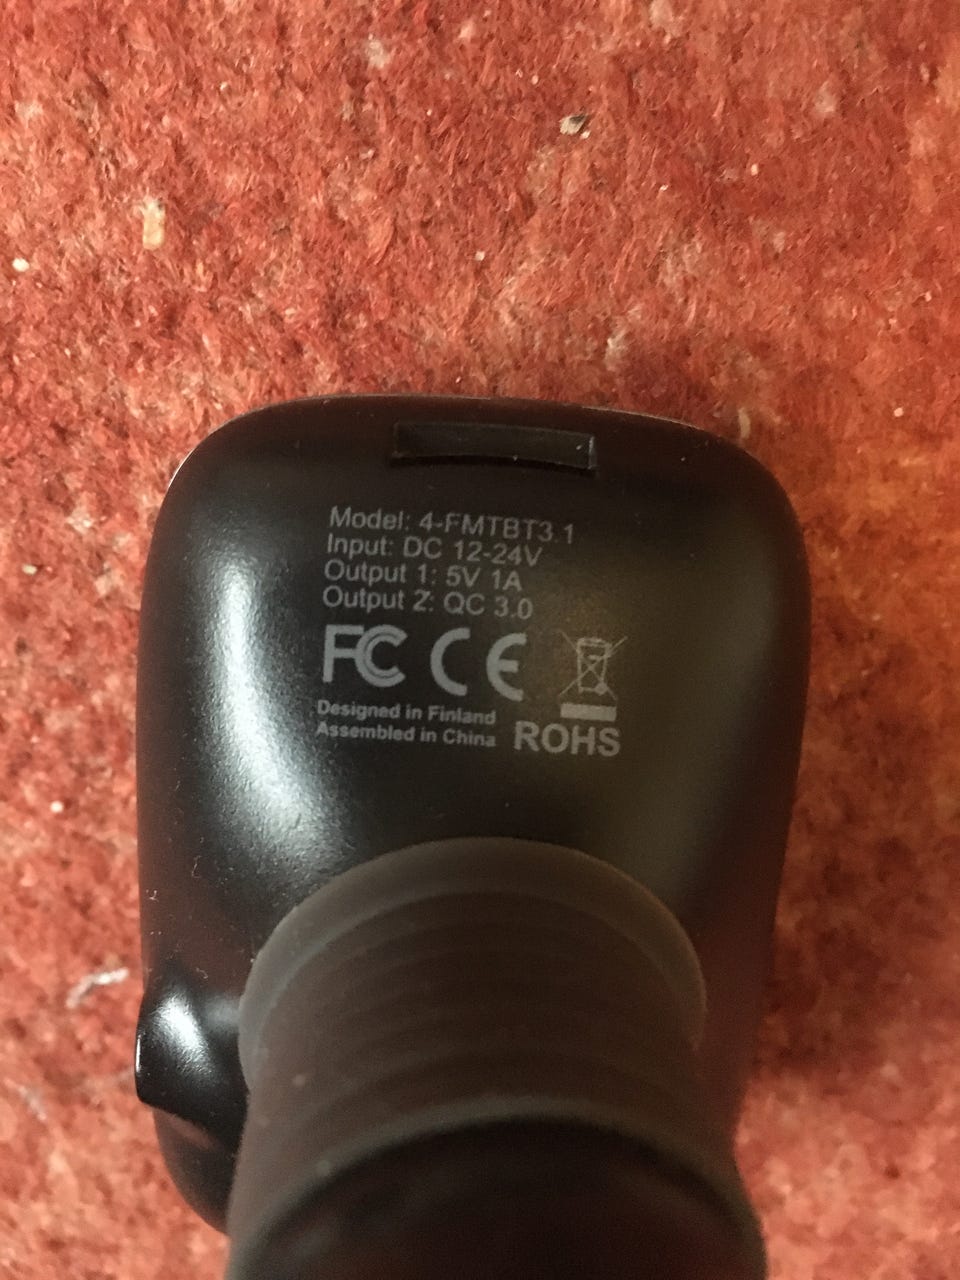 Model: 4-FMTBT3.1
Input: DC 12-24V
Output 1: 5V 1A
Output 2: QC 3.0
FC CE
Designed in Finland
Assembled in China ROHS